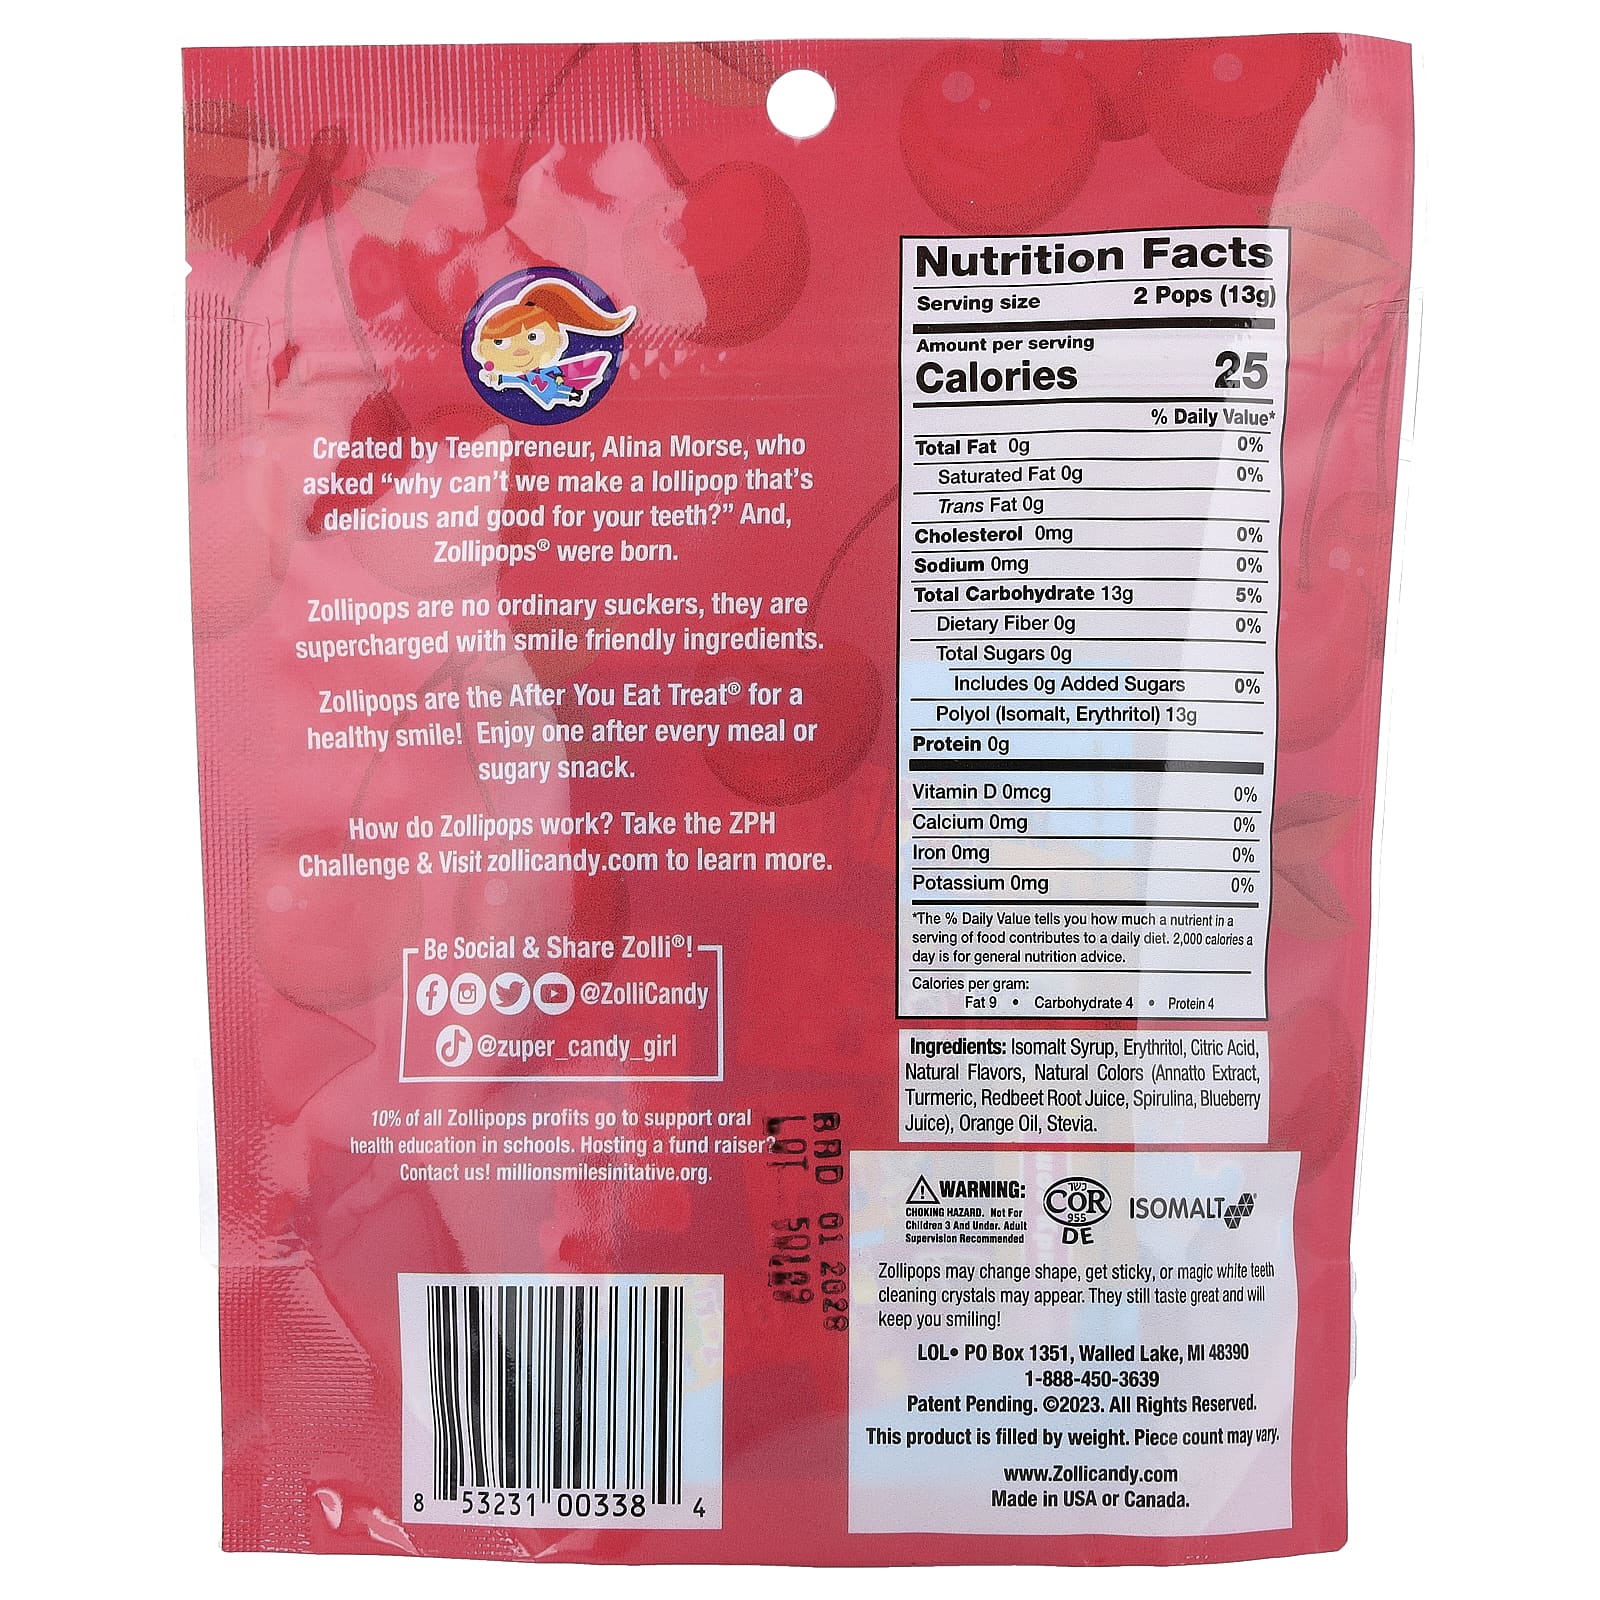 Created by Teenpreneur, Alina Morse, who
asked “why can’t we make a lollipop that’s
delicious and good for your teeth?” And,
Zollipops® were born.
Zollipops are no ordinary suckers, they are
supercharged with smile friendly ingredients.
Zollipops are the After You Eat Treat® for a
healthy smile! Enjoy one after every meal or
sugary snack.
How do Zollipops work? Take the ZPH
Challenge & Visit zollicandy.com to learn more.
Be Social & Share Zolli®!
@ZolliCandy
@zuper_candy_girl
10% of all Zollipops profits go to support oral
health education in schools. Hosting a fund raiser?
Contact us! millionsmilesinitative.org.
8 53231 00338 4
Nutrition Facts
Serving size 2 Pops (13g)
Amount per serving
Calories 25
% Daily Value*
Total Fat 0g 0%
Saturated Fat 0g 0%
Trans Fat 0g
Cholesterol 0mg 0%
Sodium 0mg 0%
Total Carbohydrate 13g 5%
Dietary Fiber 0g 0%
Total Sugars 0g
Includes 0g Added Sugars 0%
Polyol (Isomalt, Erythritol) 13g
Protein 0g
Vitamin D 0mcg 0%
Calcium 0mg 0%
Iron 0mg 0%
Potassium 0mg 0%
*The % Daily Value tells you how much a nutrient in a
serving of food contributes to a daily diet. 2,000 calories a
day is for general nutrition advice.
Calories per gram:
Fat 9 • Carbohydrate 4 • Protein 4
Ingredients: Isomalt Syrup, Erythritol, Citric Acid,
Natural Flavors, Natural Colors (Annatto Extract,
Turmeric, Redbeet Root Juice, Spirulina, Blueberry
Juice), Orange Oil, Stevia.
01 2028
LOT
WARNING:
CHOKING HAZARD. Not For
Children 3 And Under. Adult
Supervision Recommended
כשר
COR
955
DE
ISOMALT
Zollipops may change shape, get sticky, or magic white teeth
cleaning crystals may appear. They still taste great and will
keep you smiling!
LOL• PO Box 1351, Walled Lake, MI 48390
1-888-450-3639
Patent Pending. ©2023. All Rights Reserved.
This product is filled by weight. Piece count may vary.
www.Zollicandy.com
Made in USA or Canada.